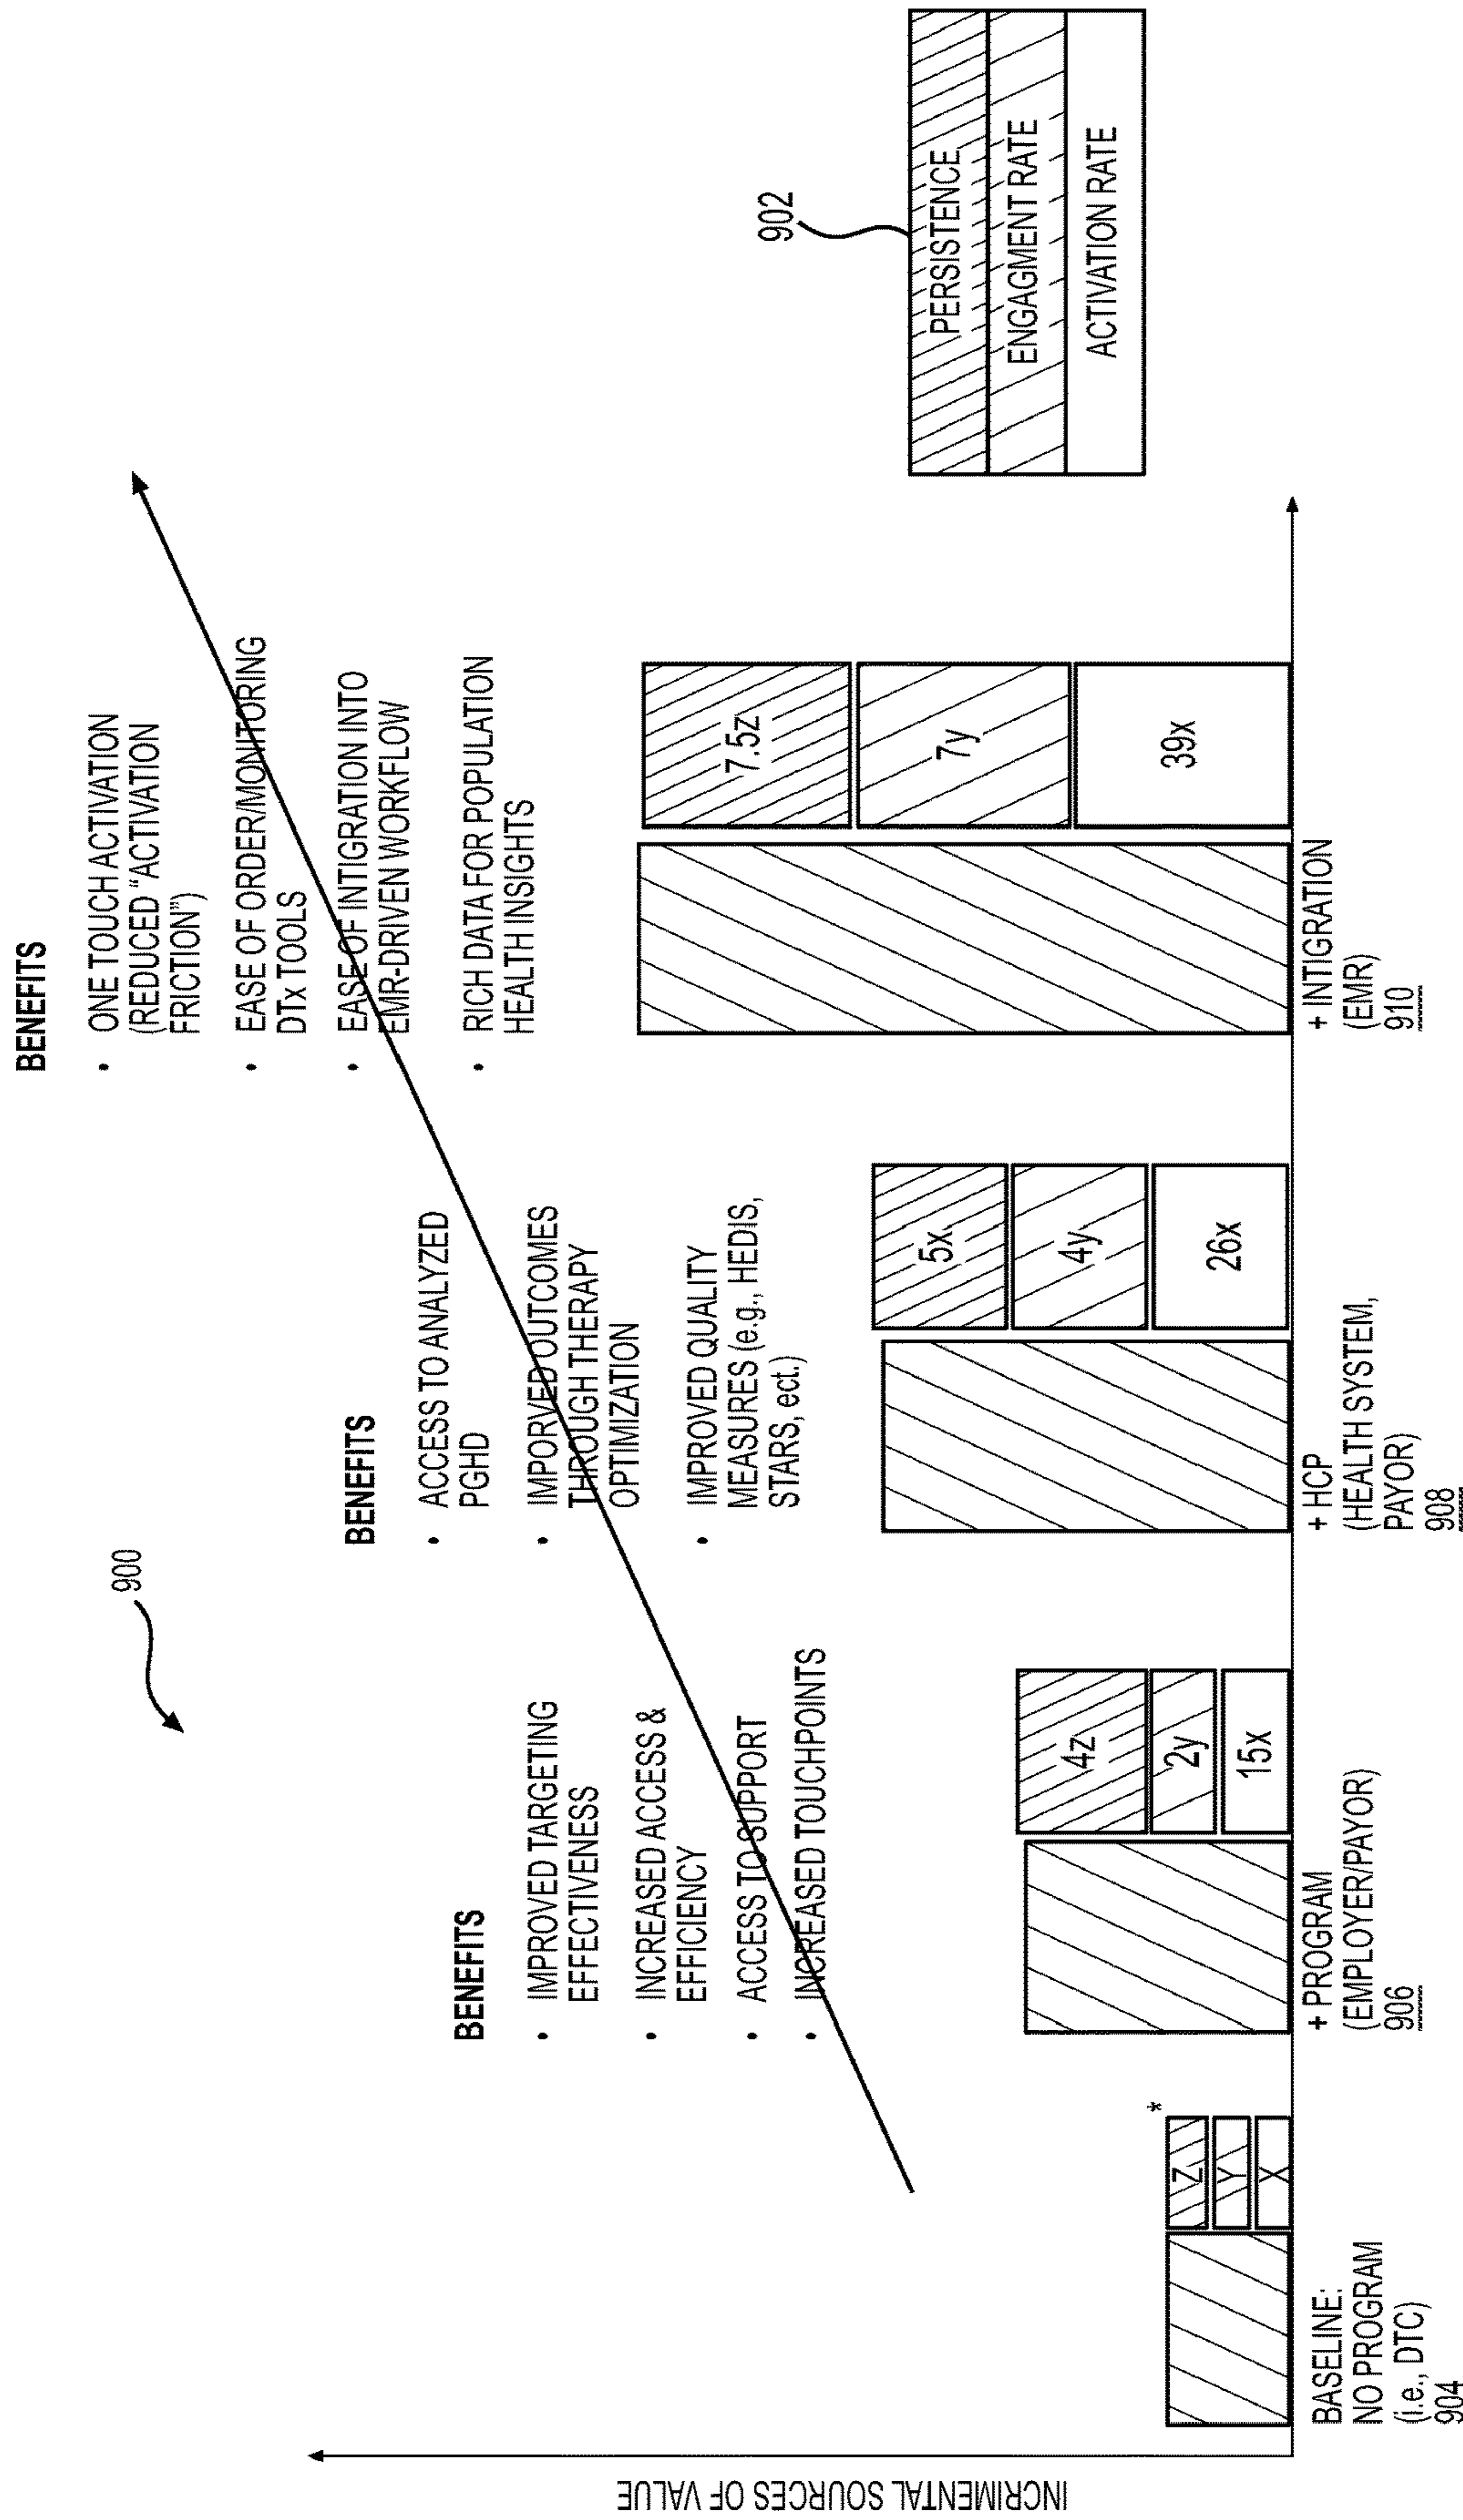 900
INCRIMENTAL SOURCES OF VALUE
BENEFITS
• IMPROVED TARGETING
EFFECTIVENESS
• INCREASED ACCESS &
EFFICIENCY
• ACCESS TO SUPPORT
• INCREASED TOUCHPOINTS
BENEFITS
• ACCESS TO ANALYZED
PGHD
• IMPORVED OUTCOMES
THROUGH THERAPY
OPTIMIZATION
• IMPROVED QUALITY
MEASURES (e.g., HEDIS,
STARS, ect.)
BENEFITS
• ONE TOUCH ACTIVATION
(REDUCED “ACTIVATION
FRICTION”)
• EASE OF ORDER/MONITORING
DTx TOOLS
• EASE OF INTIGRATION INTO
EMR-DRIVEN WORKFLOW
• RICH DATA FOR POPULATION
HEALTH INSIGHTS
*
Z
Y
X
4z
2y
15x
5x
4y
26x
7.5z
7y
39x
902
PERSISTENCE
ENGAGMENT RATE
ACTIVATION RATE
BASELINE:
NO PROGRAM
(i.e., DTC)
904
+ PROGRAM
(EMPLOYER/PAYOR)
906
+ HCP
(HEALTH SYSTEM,
PAYOR)
908
+ INTIGRATION
(EMR)
910